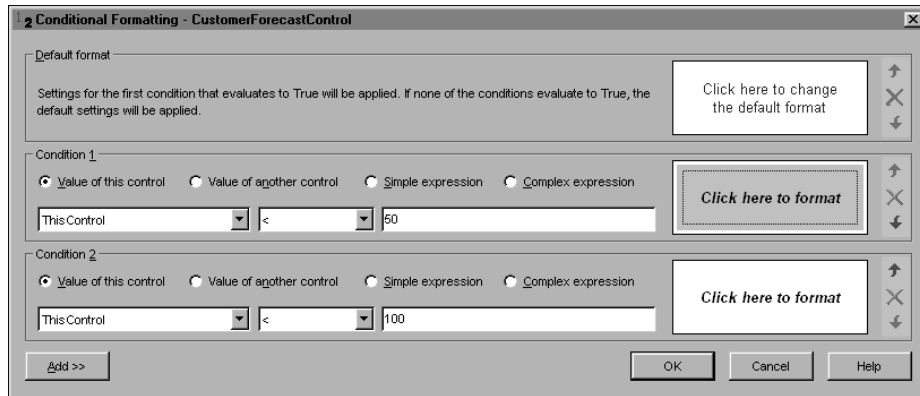 Conditional Formatting - CustomerForecastControl
Default format
Settings for the first condition that evaluates to True will be applied. If none of the conditions evaluate to True, the
default settings will be applied.
Click here to change
the default format
Condition 1
Value of this control Value of another control Simple expression Complex expression
Click here to format
ThisControl < 50
Condition 2
Value of this control Value of another control Simple expression Complex expression
Click here to format
ThisControl < 100
Add >> OK Cancel Help